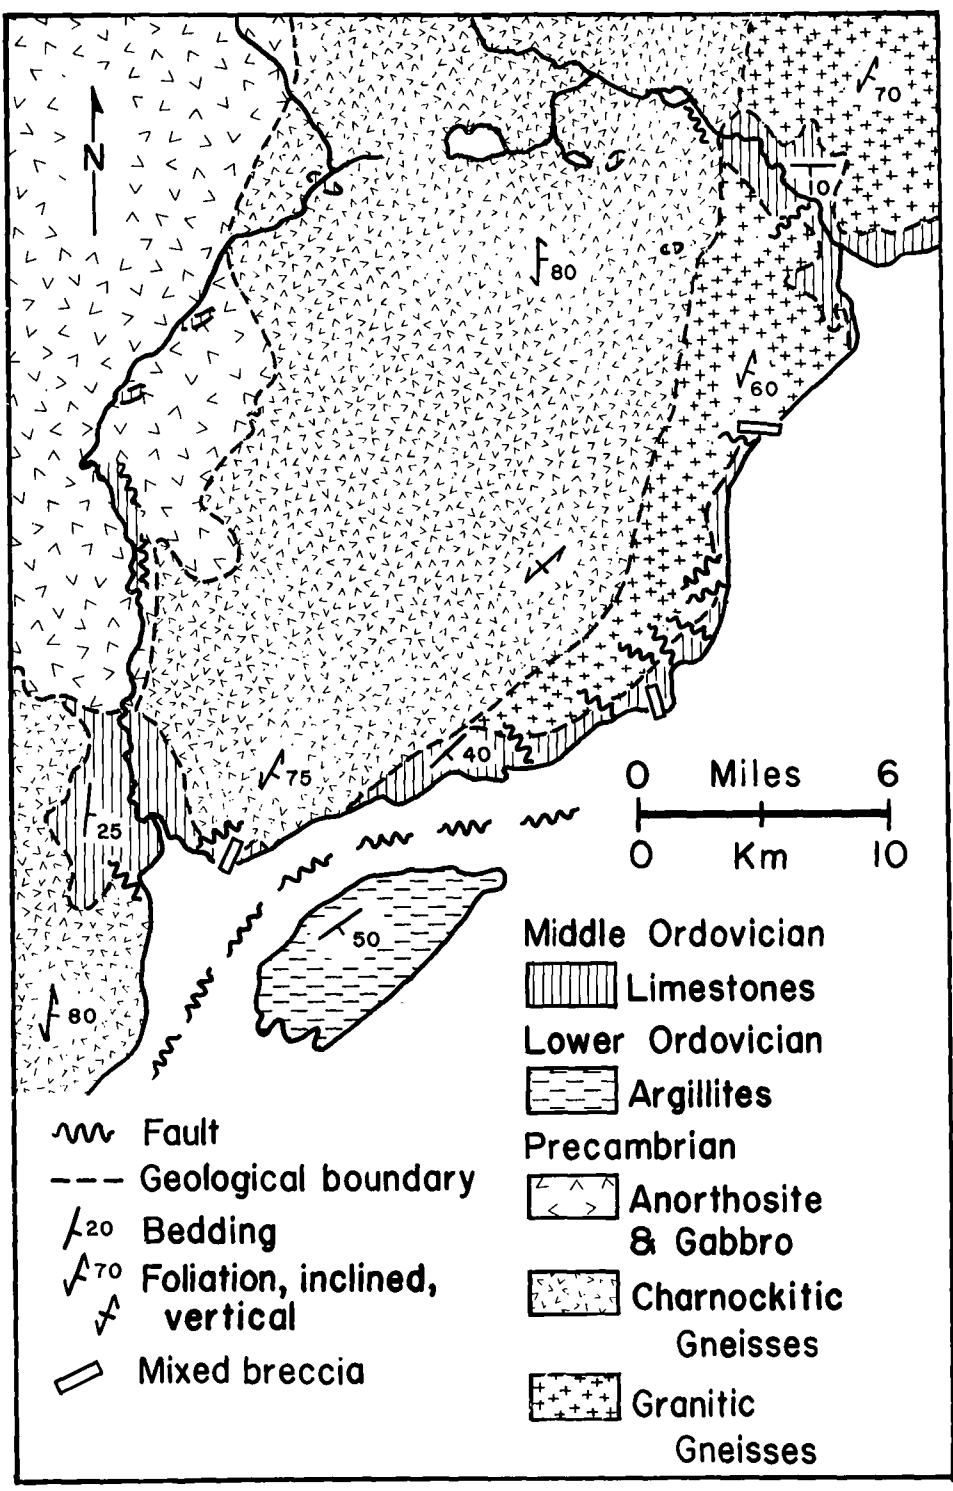 70
N
10
80
60
40
75
25
50
80
0 Miles 6
0 Km 10
Middle Ordovician
Limestones
Lower Ordovician
Argillites
Precambrian
Anorthosite
& Gabbro
Charnockitic
Gneisses
Granitic
Gneisses
Fault
Geological boundary
20 Bedding
70 Foliation, inclined,
vertical
Mixed breccia